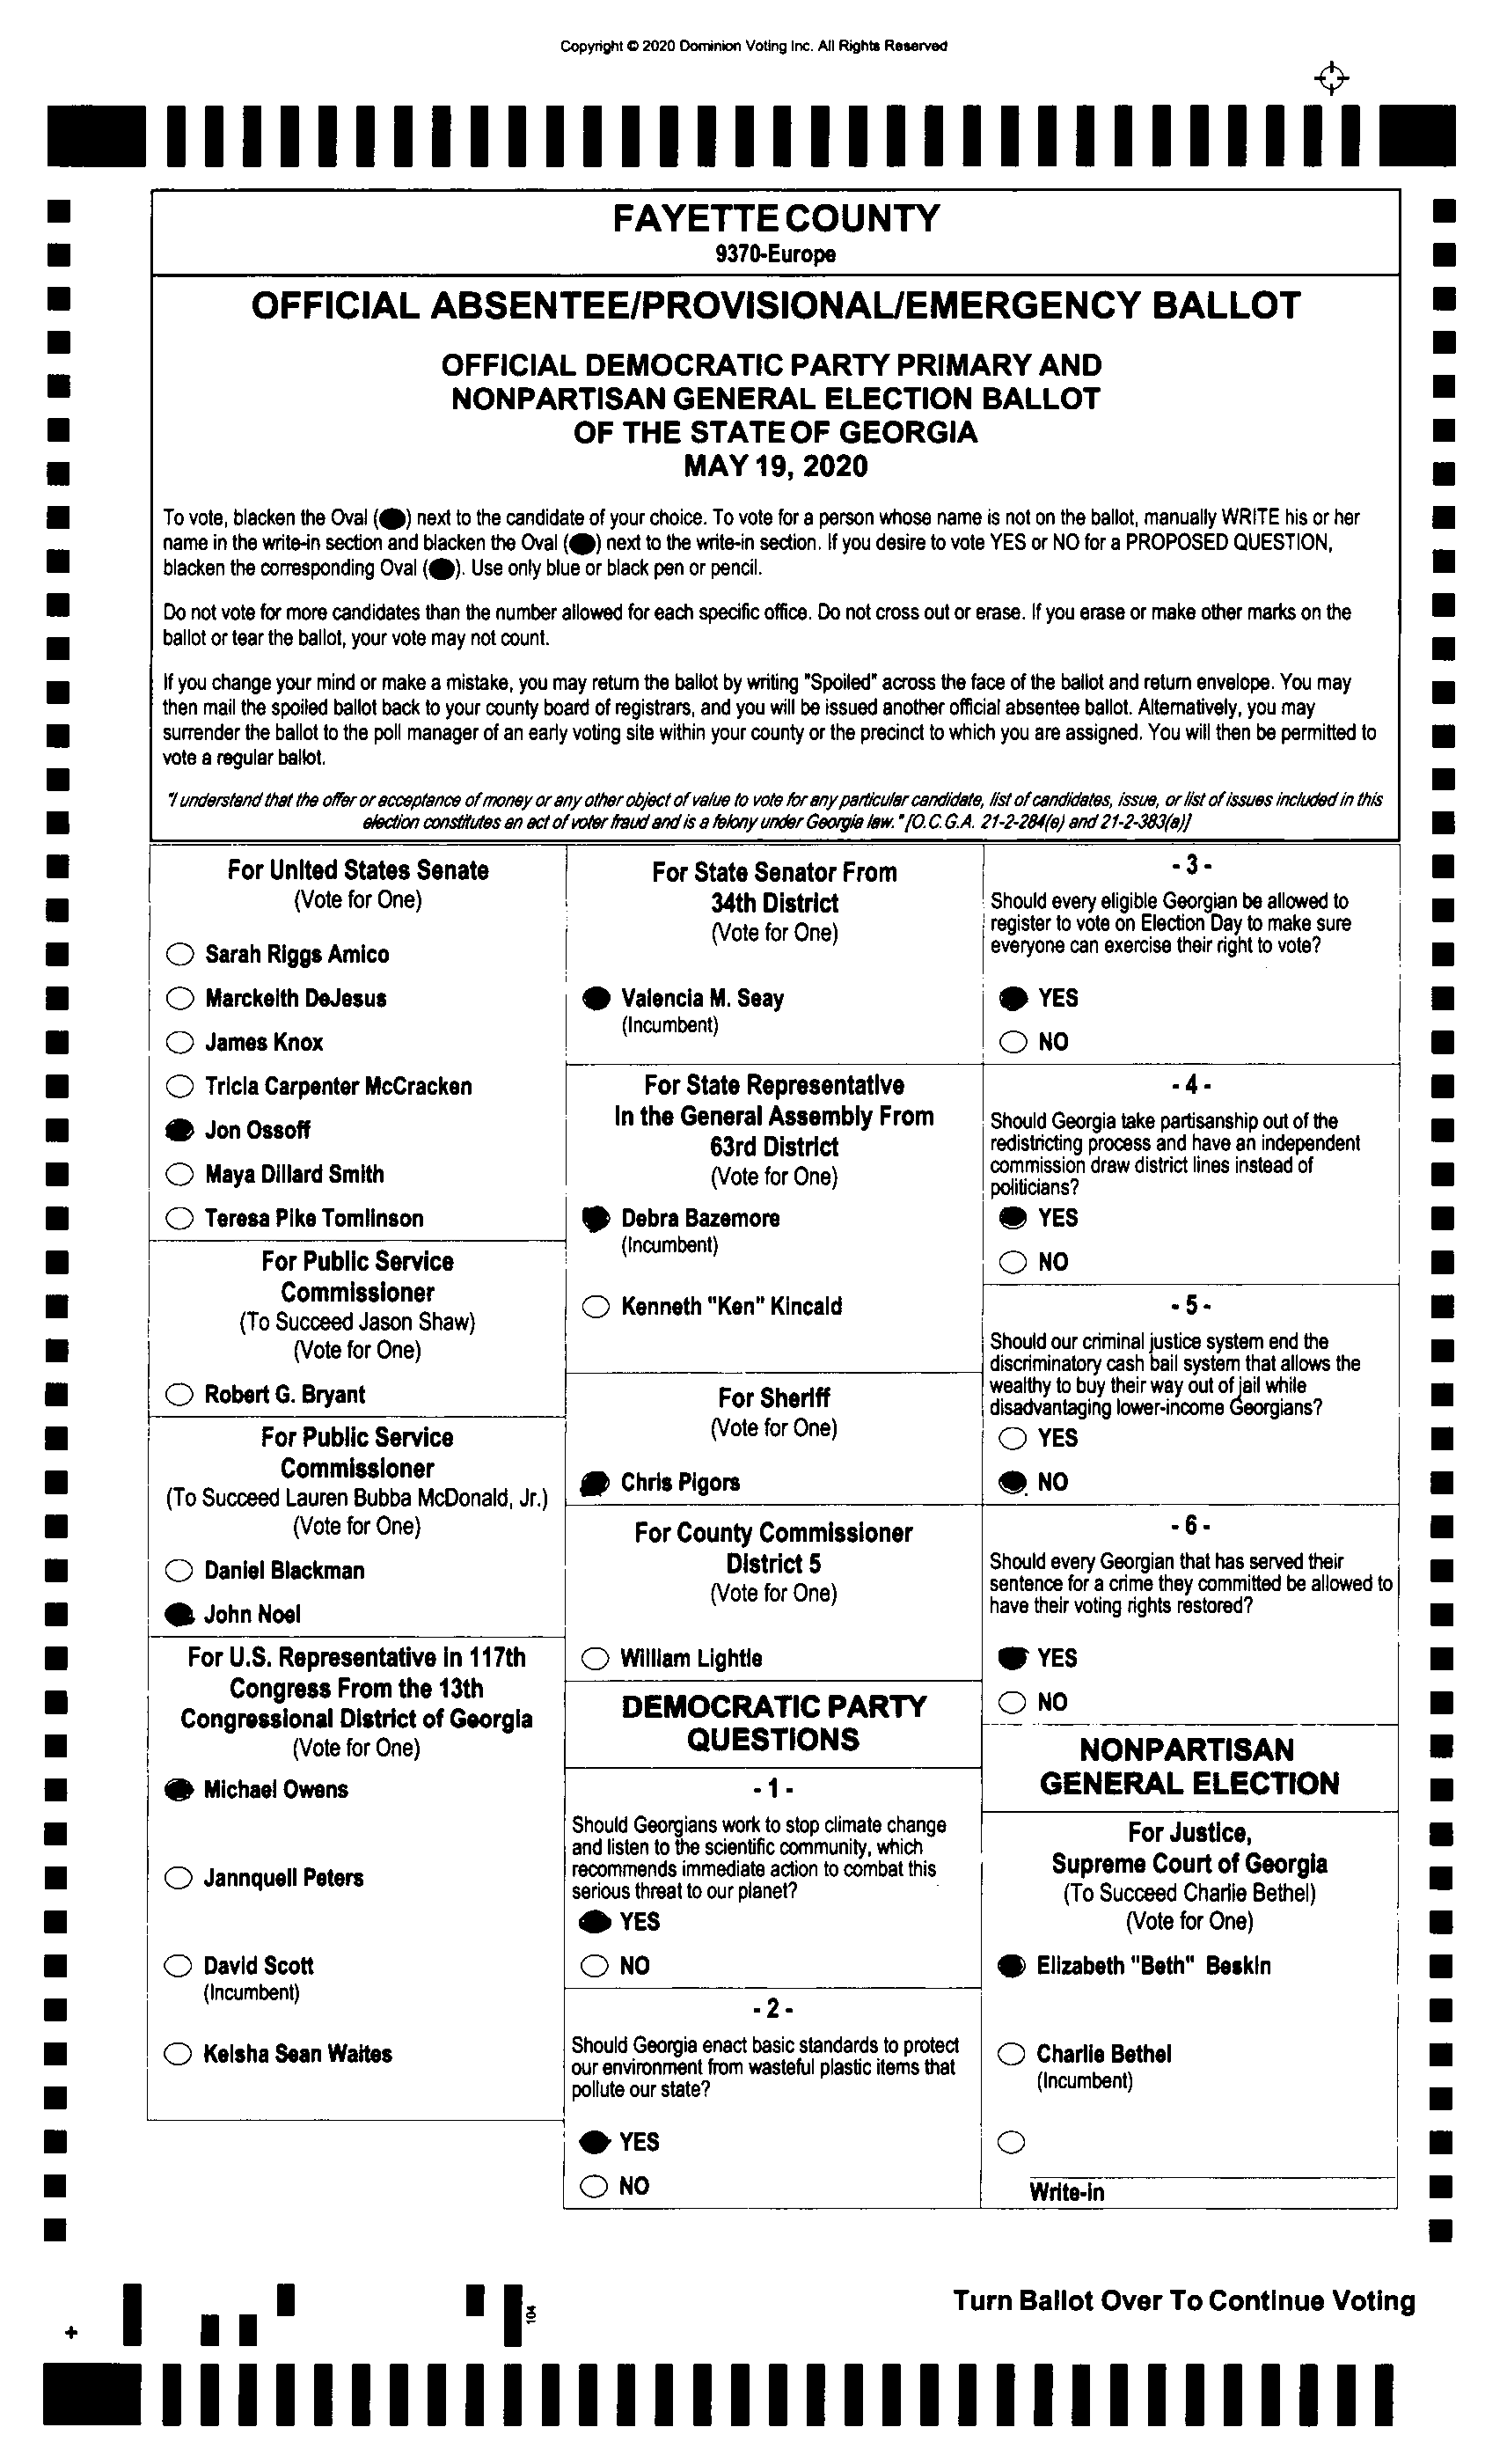 Copyright © 2020 Dominion Voting Inc. All Rights Reserved
FAYETTE COUNTY
9370-Europe
OFFICIAL ABSENTEE/PROVISIONAL/EMERGENCY BALLOT
OFFICIAL DEMOCRATIC PARTY PRIMARY AND
NONPARTISAN GENERAL ELECTION BALLOT
OF THE STATE OF GEORGIA
MAY 19, 2020
To vote, blacken the Oval (⬬) next to the candidate of your choice. To vote for a person whose name is not on the ballot, manually WRITE his or her
name in the write-in section and blacken the Oval (⬬) next to the write-in section. If you desire to vote YES or NO for a PROPOSED QUESTION,
blacken the corresponding Oval (⬬). Use only blue or black pen or pencil.
Do not vote for more candidates than the number allowed for each specific office. Do not cross out or erase. If you erase or make other marks on the
ballot or tear the ballot, your vote may not count.
If you change your mind or make a mistake, you may return the ballot by writing "Spoiled" across the face of the ballot and return envelope. You may
then mail the spoiled ballot back to your county board of registrars, and you will be issued another official absentee ballot. Alternatively, you may
surrender the ballot to the poll manager of an early voting site within your county or the precinct to which you are assigned. You will then be permitted to
vote a regular ballot.
"I understand that the offer or acceptance of money or any other object of value to vote for any particular candidate, list of candidates, issue, or list of issues included in this
election constitutes an act of voter fraud and is a felony under Georgia law." [O.C.G.A. 21-2-284(e) and 21-2-383(a)]
For United States Senate
(Vote for One)
Sarah Riggs Amico
Marckeith DeJesus
James Knox
Tricia Carpenter McCracken
Jon Ossoff
Maya Dillard Smith
Teresa Pike Tomlinson
For Public Service
Commissioner
(To Succeed Jason Shaw)
(Vote for One)
Robert G. Bryant
For Public Service
Commissioner
(To Succeed Lauren Bubba McDonald, Jr.)
(Vote for One)
Daniel Blackman
John Noel
For U.S. Representative in 117th
Congress From the 13th
Congressional District of Georgia
(Vote for One)
Michael Owens
Jannquell Peters
David Scott
(Incumbent)
Keisha Sean Waites
For State Senator From
34th District
(Vote for One)
Valencia M. Seay
(Incumbent)
For State Representative
In the General Assembly From
63rd District
(Vote for One)
Debra Bazemore
(Incumbent)
Kenneth "Ken" Kincaid
For Sheriff
(Vote for One)
Chris Pigors
For County Commissioner
District 5
(Vote for One)
William Lightle
DEMOCRATIC PARTY
QUESTIONS
- 1 -
Should Georgians work to stop climate change
and listen to the scientific community, which
recommends immediate action to combat this
serious threat to our planet?
YES
NO
- 2 -
Should Georgia enact basic standards to protect
our environment from wasteful plastic items that
pollute our state?
YES
NO
- 3 -
Should every eligible Georgian be allowed to
register to vote on Election Day to make sure
everyone can exercise their right to vote?
YES
NO
- 4 -
Should Georgia take partisanship out of the
redistricting process and have an independent
commission draw district lines instead of
politicians?
YES
NO
- 5 -
Should our criminal justice system end the
discriminatory cash bail system that allows the
wealthy to buy their way out of jail while
disadvantaging lower-income Georgians?
YES
NO
- 6 -
Should every Georgian that has served their
sentence for a crime they committed be allowed to
have their voting rights restored?
YES
NO
NONPARTISAN
GENERAL ELECTION
For Justice,
Supreme Court of Georgia
(To Succeed Charlie Bethel)
(Vote for One)
Elizabeth "Beth" Beskin
Charlie Bethel
(Incumbent)
Write-in
Turn Ballot Over To Continue Voting
104